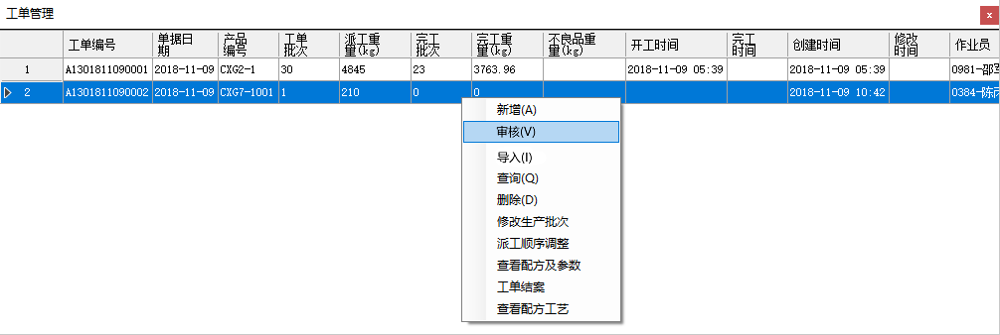 工单管理
x
工单编号 单据日期 产品编号 工单批次 派工重量(kg) 完工批次 完工重量(kg) 不良品重量(kg) 开工时间 完工时间 创建时间 修改时间 作业员
1 A1301811090001 2018-11-09 CXG2-1 30 4845 23 3763.96 2018-11-09 05:39 2018-11-09 05:39 0981-邵
2 A1301811090002 2018-11-09 CXG7-1001 1 210 0 0 2018-11-09 10:42 0384-陈
新增(A)
审核(V)
导入(I)
查询(Q)
删除(D)
修改生产批次
派工顺序调整
查看配方及参数
工单结案
查看配方工艺